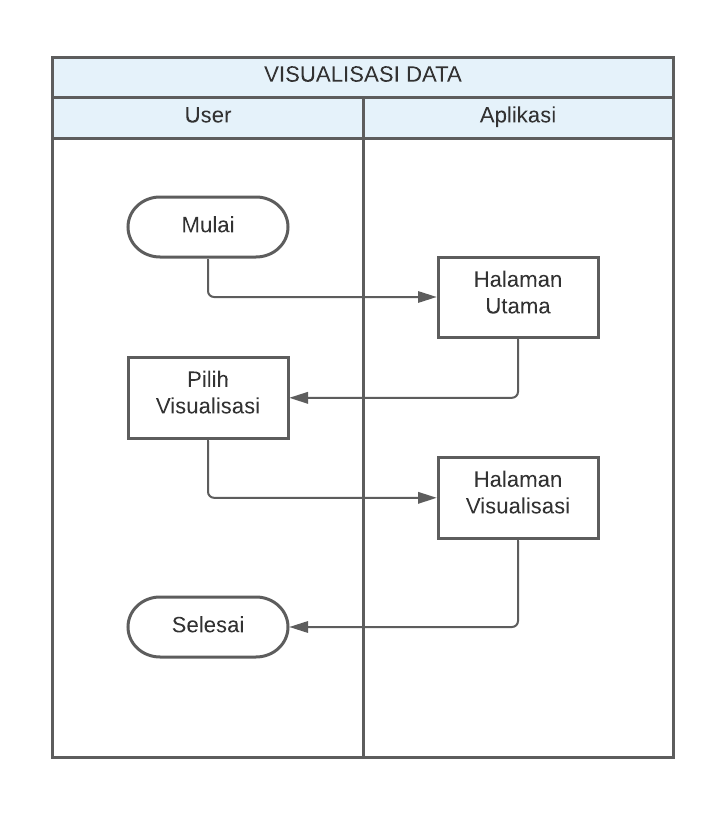 VISUALISASI DATA
User
Aplikasi
Mulai
Halaman
Utama
Pilih
Visualisasi
Halaman
Visualisasi
Selesai